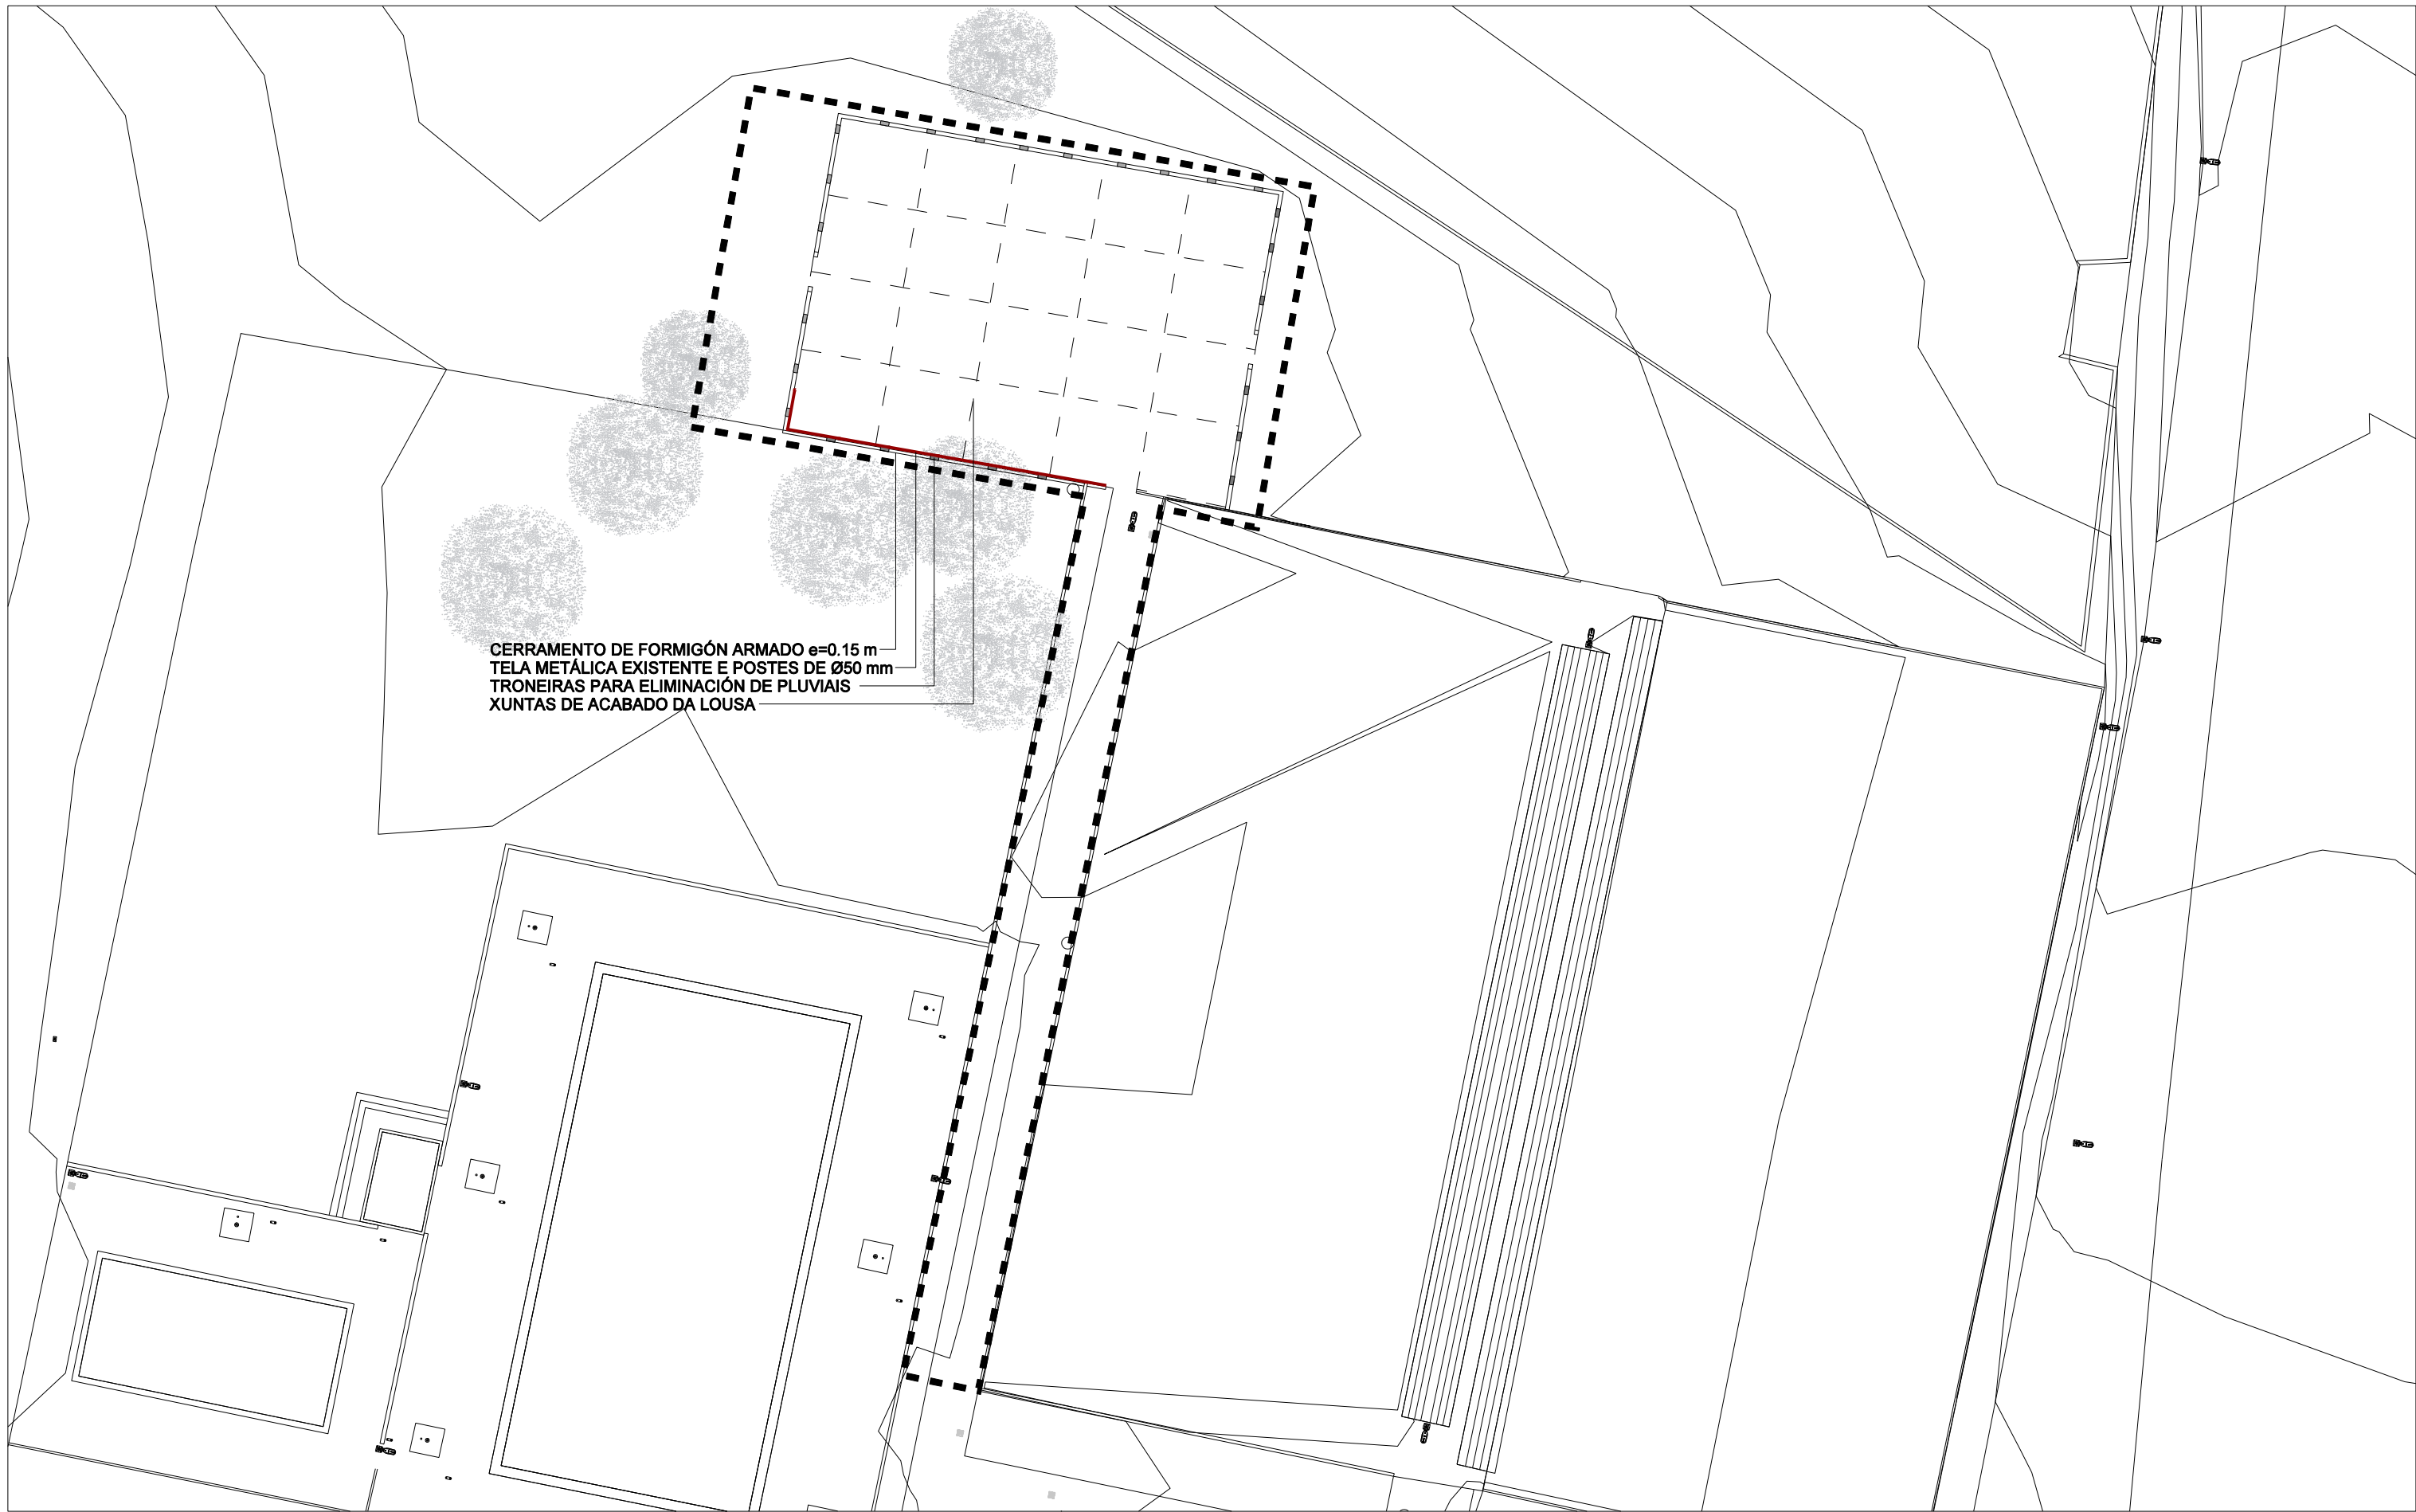 CERRAMENTO DE FORMIGÓN ARMADO e=0.15 m
TELA METÁLICA EXISTENTE E POSTES DE Ø50 mm
TRONEIRAS PARA ELIMINACIÓN DE PLUVIAIS
XUNTAS DE ACABADO DA LOUSA